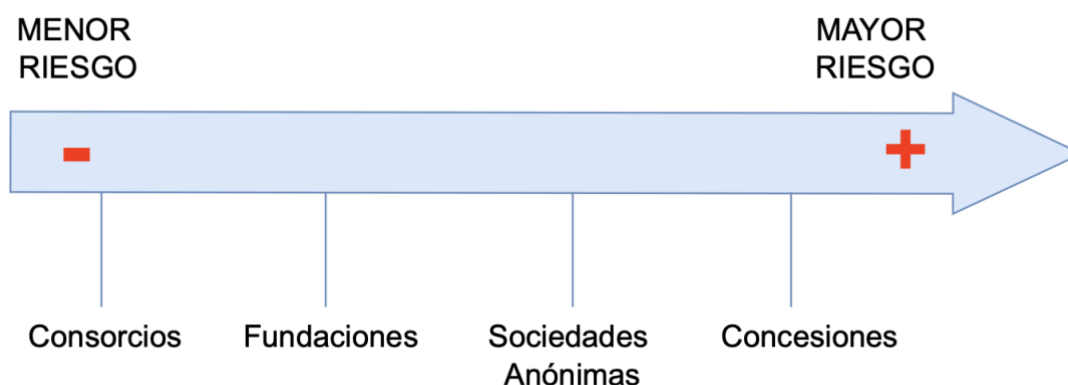 MENOR
RIESGO
MAYOR
RIESGO
-
+
Consorcios
Fundaciones
Sociedades
Anónimas
Concesiones